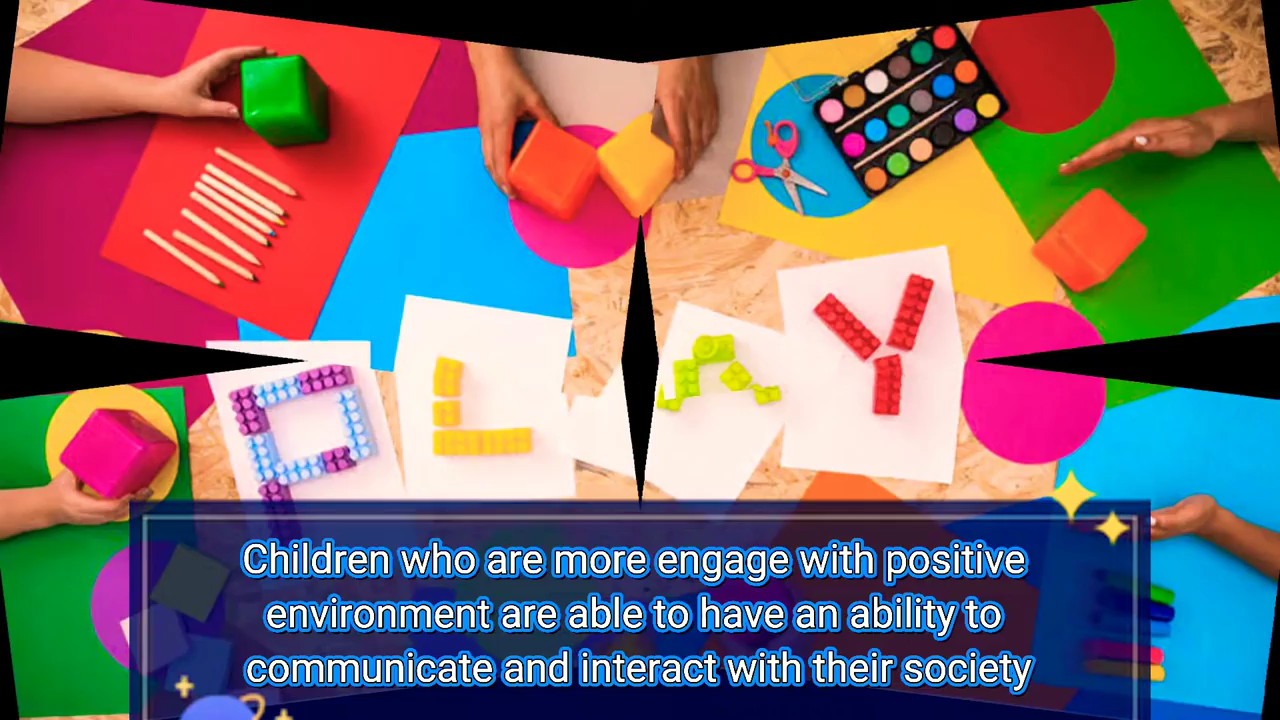 PLAY
Children who are more engage with positive
environment are able to have an ability to
communicate and interact with their society